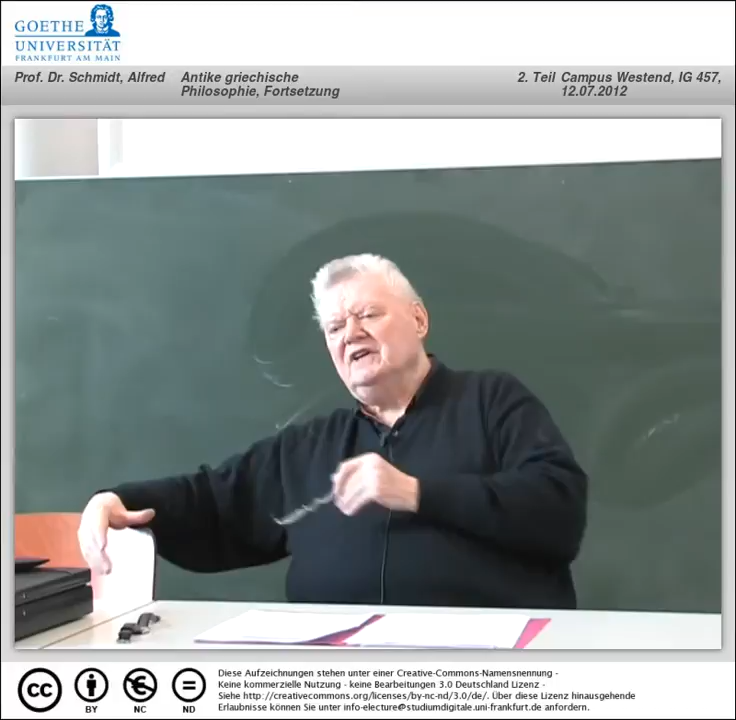 GOETHE
UNIVERSITÄT
FRANKFURT AM MAIN
Prof. Dr. Schmidt, Alfred Antike griechische Philosophie, Fortsetzung
2. Teil Campus Westend, IG 457, 12.07.2012
cc
BY NC ND
Diese Aufzeichnungen stehen unter einer Creative-Commons-Namensnennung -
Keine kommerzielle Nutzung - keine Bearbeitungen 3.0 Deutschland Lizenz -
Siehe http://creativecommons.org/licenses/by-nc-nd/3.0/de/. Über diese Lizenz hinausgehende
Erlaubnisse können Sie unter info-electure@studiumdigitale.uni-frankfurt.de anfordern.